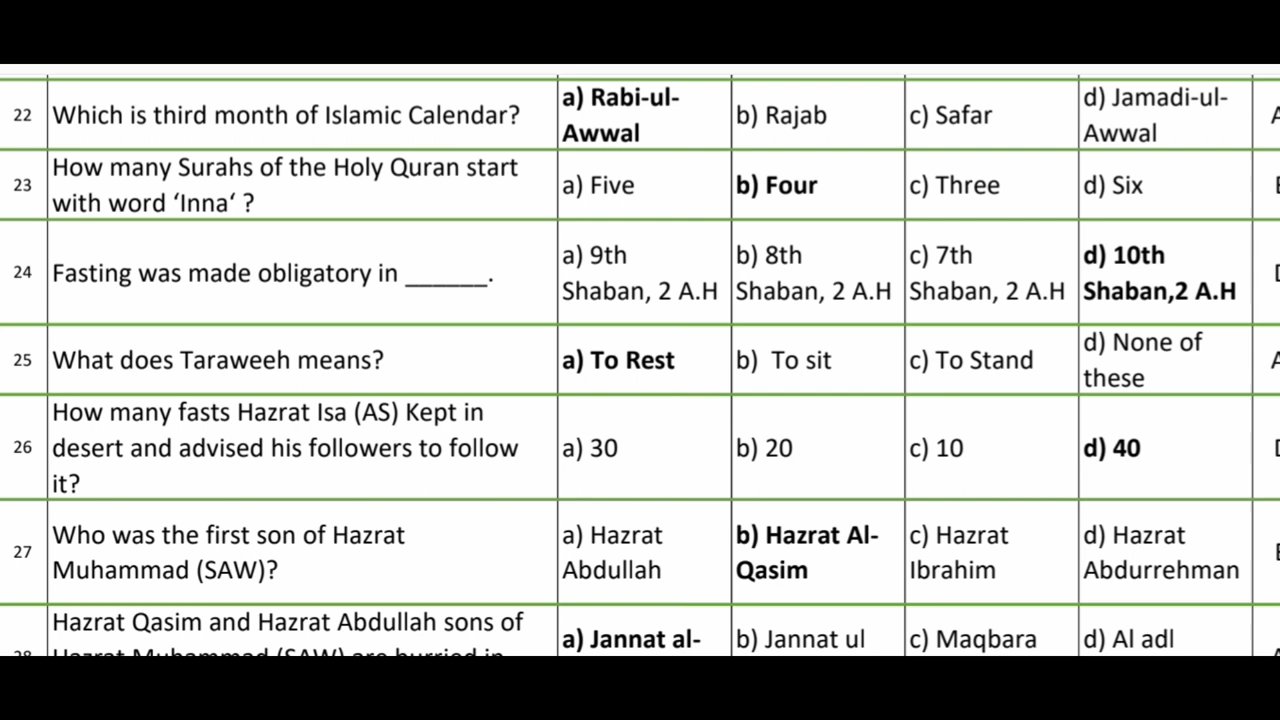 22 Which is third month of Islamic Calendar? a) Rabi-ul-Awwal b) Rajab c) Safar d) Jamadi-ul-Awwal
23 How many Surahs of the Holy Quran start with word ‘Inna‘ ? a) Five b) Four c) Three d) Six
24 Fasting was made obligatory in ______. a) 9th Shaban, 2 A.H b) 8th Shaban, 2 A.H c) 7th Shaban, 2 A.H d) 10th Shaban,2 A.H
25 What does Taraweeh means? a) To Rest b) To sit c) To Stand d) None of these
26 How many fasts Hazrat Isa (AS) Kept in desert and advised his followers to follow it? a) 30 b) 20 c) 10 d) 40
27 Who was the first son of Hazrat Muhammad (SAW)? a) Hazrat Abdullah b) Hazrat Al-Qasim c) Hazrat Ibrahim d) Hazrat Abdurrehman
Hazrat Qasim and Hazrat Abdullah sons of Hazrat Muhammad (SAW) are burried in a) Jannat al- b) Jannat ul c) Maqbara d) Al adl